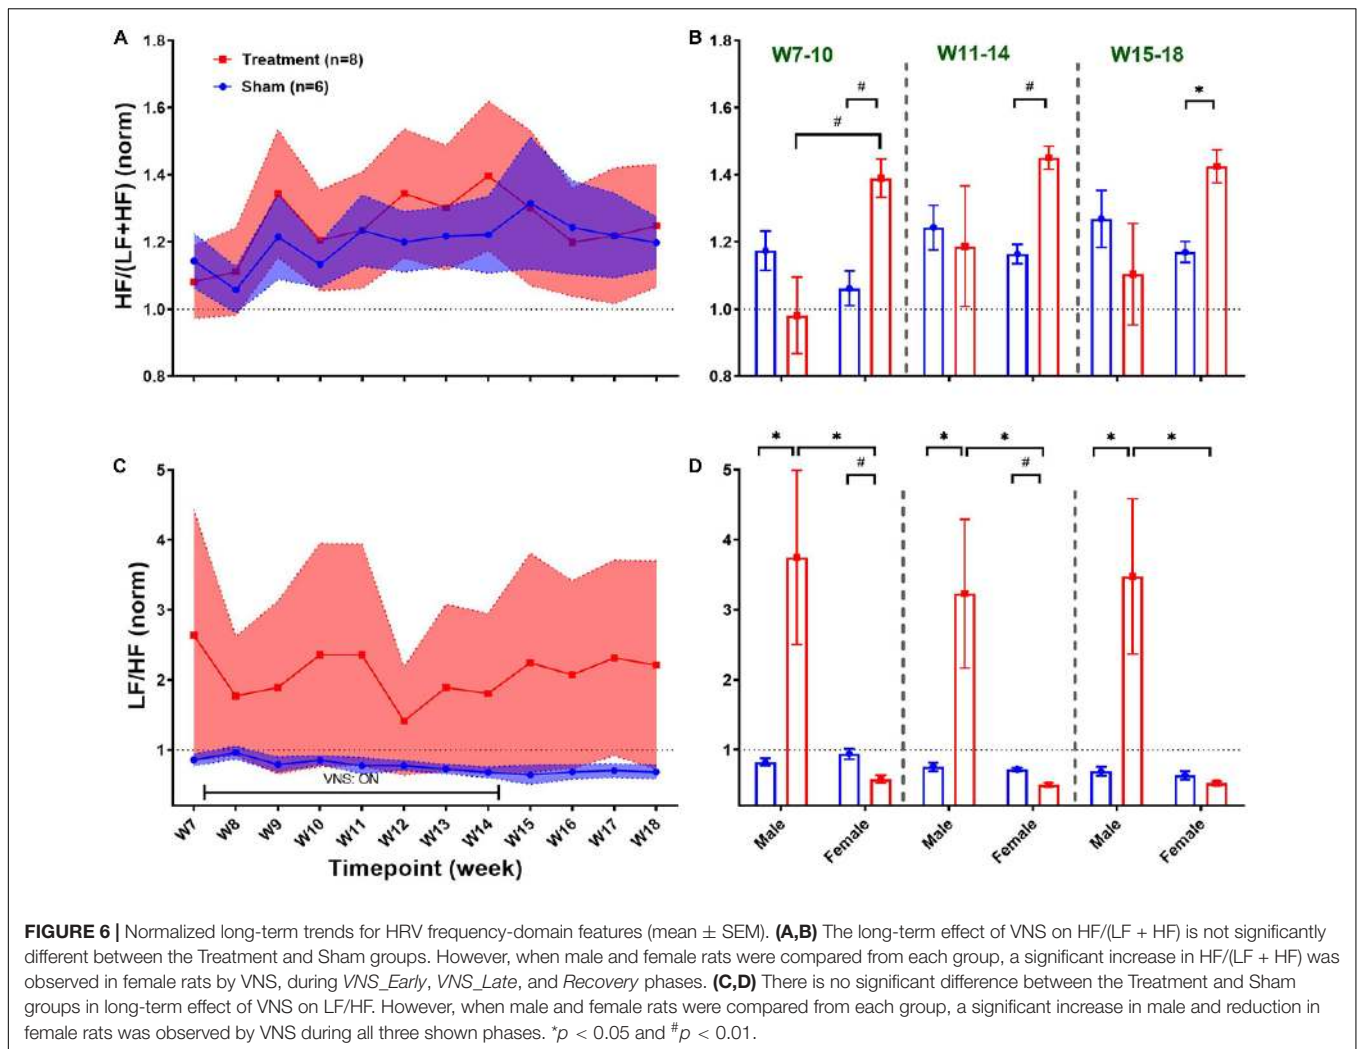 A
1.8
1.6
1.4
1.2
1.0
0.8
HF/(LF+HF) (norm)
Treatment (n=8)
Sham (n=6)
B
W7-10
W11-14
W15-18
1.8
1.6
1.4
1.2
1.0
0.8
#
#
#
*
C
5
4
3
2
1
LF/HF (norm)
VNS: ON
W7
W8
W9
W10
W11
W12
W13
W14
W15
W16
W17
W18
Timepoint (week)
D
5
4
3
2
1
*
*
#
*
*
#
*
*
Male
Female
Male
Female
Male
Female
FIGURE 6 | Normalized long-term trends for HRV frequency-domain features (mean ± SEM). (A,B) The long-term effect of VNS on HF/(LF + HF) is not significantly
different between the Treatment and Sham groups. However, when male and female rats were compared from each group, a significant increase in HF/(LF + HF) was
observed in female rats by VNS, during VNS_Early, VNS_Late, and Recovery phases. (C,D) There is no significant difference between the Treatment and Sham
groups in long-term effect of VNS on LF/HF. However, when male and female rats were compared from each group, a significant increase in male and reduction in
female rats was observed by VNS during all three shown phases. *p < 0.05 and #p < 0.01.